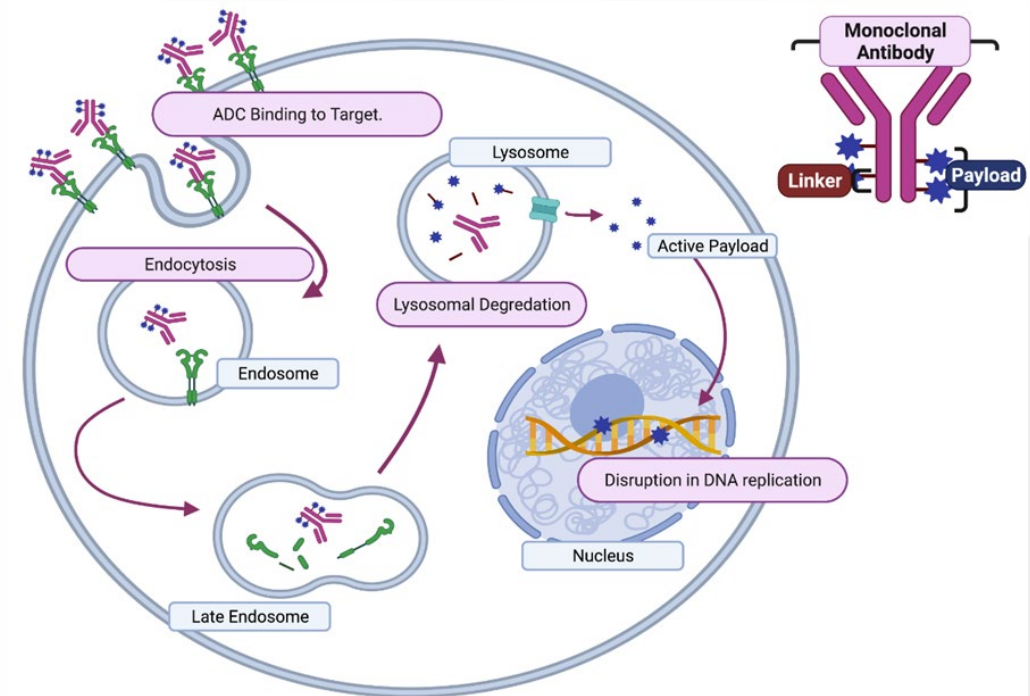 Monoclonal
Antibody
ADC Binding to Target.
Lysosome
Linker
Payload
Active Payload
Endocytosis
Lysosomal Degredation
Endosome
Disruption in DNA replication
Nucleus
Late Endosome